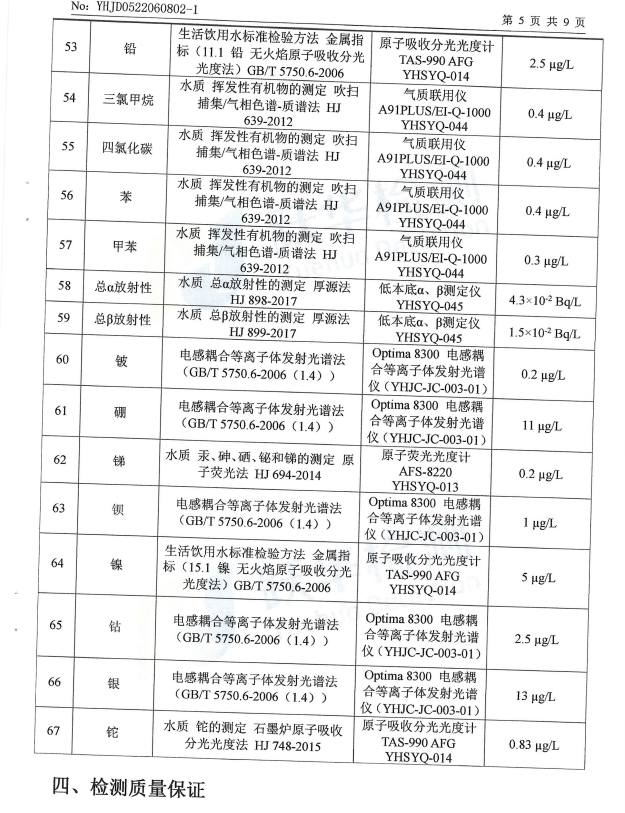 No: YHJD0522060802-1
第 5 页 共 9 页
53
铅
生活饮用水标准检验方法 金属指
标（11.1 铅 无火焰原子吸收分光
光度法）GB/T 5750.6-2006
原子吸收分光光度计
TAS-990 AFG
YHSYQ-014
2.5 μg/L
54
三氯甲烷
水质 挥发性有机物的测定 吹扫
捕集/气相色谱-质谱法 HJ
639-2012
气质联用仪
A91PLUS/EI-Q-1000
YHSYQ-044
0.4 μg/L
55
四氯化碳
水质 挥发性有机物的测定 吹扫
捕集/气相色谱-质谱法 HJ
639-2012
气质联用仪
A91PLUS/EI-Q-1000
YHSYQ-044
0.4 μg/L
56
苯
水质 挥发性有机物的测定 吹扫
捕集/气相色谱-质谱法 HJ
639-2012
气质联用仪
A91PLUS/EI-Q-1000
YHSYQ-044
0.4 μg/L
57
甲苯
水质 挥发性有机物的测定 吹扫
捕集/气相色谱-质谱法 HJ
639-2012
气质联用仪
A91PLUS/EI-Q-1000
YHSYQ-044
0.3 μg/L
58
总α放射性
水质 总α放射性的测定 厚源法
HJ 898-2017
低本底α、β测定仪
YHSYQ-045
4.3×10⁻² Bq/L
59
总β放射性
水质 总β放射性的测定 厚源法
HJ 899-2017
低本底α、β测定仪
YHSYQ-045
1.5×10⁻² Bq/L
60
铍
电感耦合等离子体发射光谱法
（GB/T 5750.6-2006（1.4））
Optima 8300 电感耦
合等离子体发射光谱
仪（YHJC-JC-003-01）
0.2 μg/L
61
硼
电感耦合等离子体发射光谱法
（GB/T 5750.6-2006（1.4））
Optima 8300 电感耦
合等离子体发射光谱
仪（YHJC-JC-003-01）
11 μg/L
62
锑
水质 汞、砷、硒、铋和锑的测定 原
子荧光法 HJ 694-2014
原子荧光光度计
AFS-8220
YHSYQ-013
0.2 μg/L
63
钡
电感耦合等离子体发射光谱法
（GB/T 5750.6-2006（1.4））
Optima 8300 电感耦
合等离子体发射光谱
仪（YHJC-JC-003-01）
1 μg/L
64
镍
生活饮用水标准检验方法 金属指
标（15.1 镍 无火焰原子吸收分光
光度法）GB/T 5750.6-2006
原子吸收分光光度计
TAS-990 AFG
YHSYQ-014
5 μg/L
65
钴
电感耦合等离子体发射光谱法
（GB/T 5750.6-2006（1.4））
Optima 8300 电感耦
合等离子体发射光谱
仪（YHJC-JC-003-01）
2.5 μg/L
66
银
电感耦合等离子体发射光谱法
（GB/T 5750.6-2006（1.4））
Optima 8300 电感耦
合等离子体发射光谱
仪（YHJC-JC-003-01）
13 μg/L
67
铊
水质 铊的测定 石墨炉原子吸收
分光光度法 HJ 748-2015
原子吸收分光光度计
TAS-990 AFG
YHSYQ-014
0.83 μg/L
四、检测质量保证